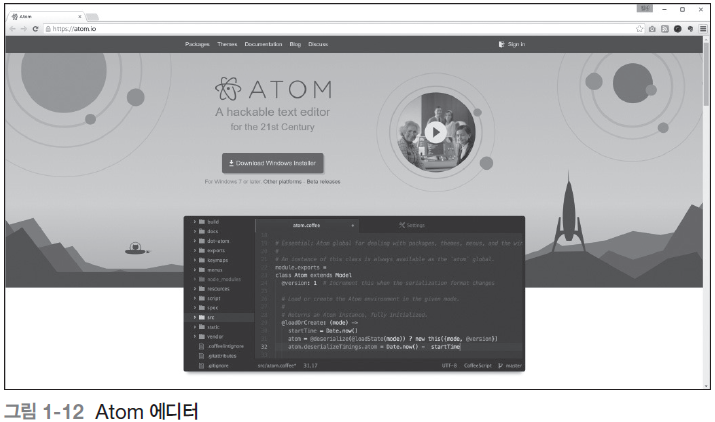 Atom
https://atom.io
Packages Themes Documentation Blog Discuss Sign in
ATOM
A hackable text editor
for the 21st Century
Download Windows Installer
For Windows 7 or later. Other platforms - Beta releases
build
docs
dot-atom
exports
keymaps
menus
node_modules
resources
script
spec
src
static
vendor
.coffeelintignore
.gitattributes
.gitignore
atom.coffee
Settings
# Essential: Atom global for dealing with packages, themes, menus, and the
#
# An instance of this class is always available as the `atom` global.
module.exports =
class Atom extends Model
@version: 1 # Increment this when the serialization format changes
# Load or create the Atom environment in the given mode.
#
# Returns an Atom instance, fully initialized.
@loadOrCreate: (mode) ->
startTime = Date.now()
atom = @deserialize(@loadState(mode)) ? new this({mode, @version})
atom.deserializeTimings.atom = Date.now() - startTime
32
src/atom.coffee* 31,17 UTF-8 CoffeeScript master
그림 1-12 Atom 에디터